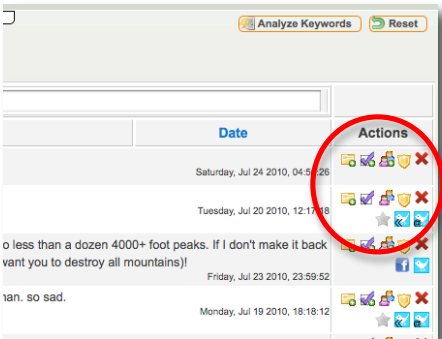 Analyze Keywords Reset
Date Actions
Saturday, Jul 24 2010, 04:5 :26
Tuesday, Jul 20 2010, 12:17:18
o less than a dozen 4000+ foot peaks. If I don't make it back
want you to destroy all mountains)!
Friday, Jul 23 2010, 23:59:52
nan. so sad.
Monday, Jul 19 2010, 18:18:12